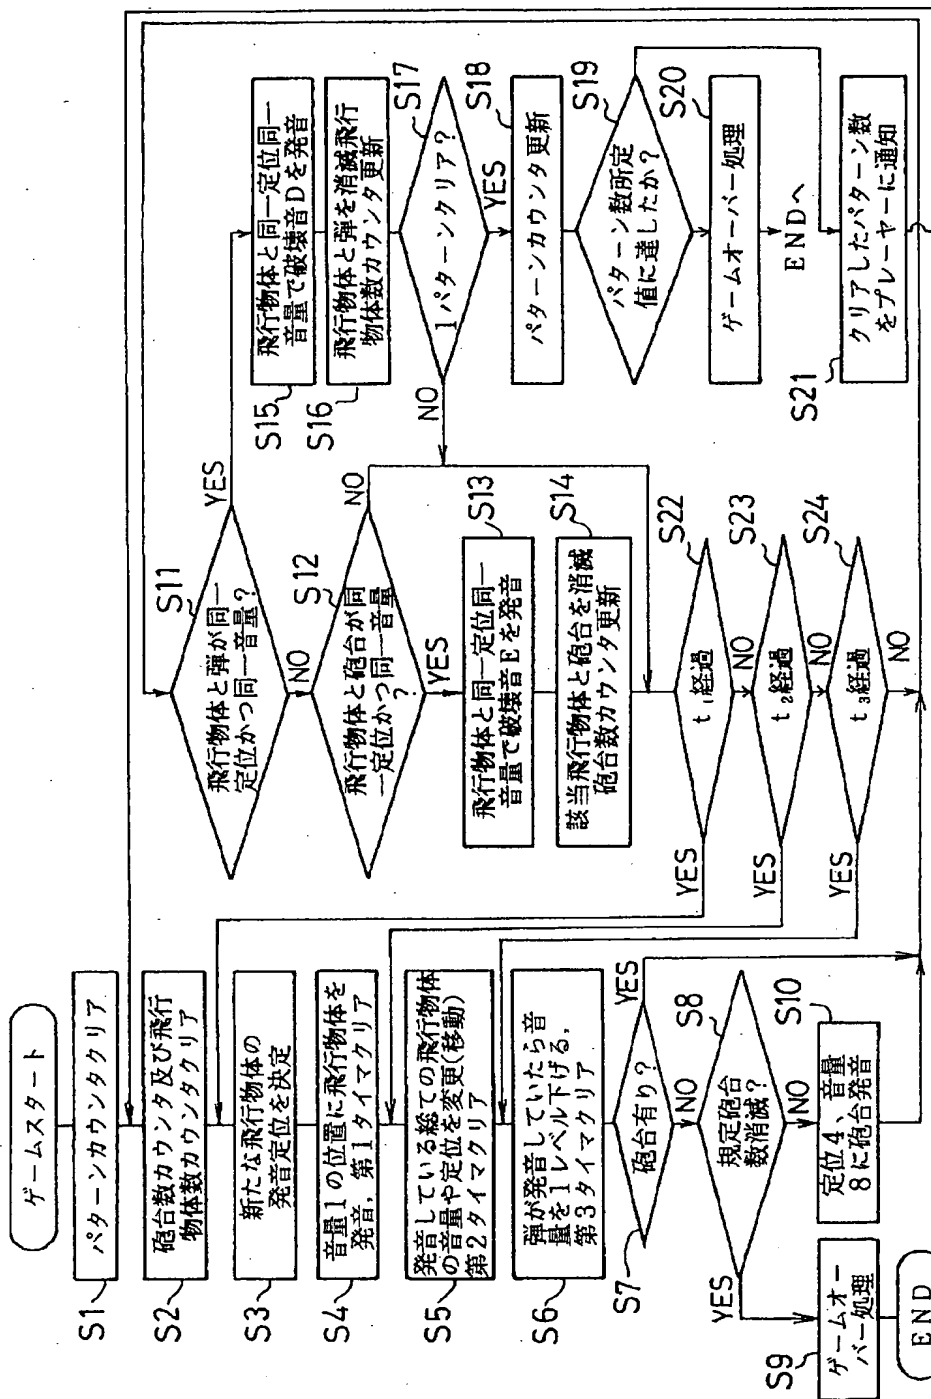 ゲームスタート
S1
パターンカウンタクリア
S2
砲台数カウンタ及び飛行
物体数カウンタクリア
S3
新たな飛行物体の
発音定位を決定
S4
音量1の位置に飛行物体を
発音,第1タイマクリア
S5
発音している総ての飛行物体
の音量や定位を変更(移動)
第2タイマクリア
S6
弾が発音していたら音
量を1レベル下げる,
第3タイマクリア
S7
砲台有り?
YES
NO
S8
規定砲台
数消滅?
YES
NO
S9
ゲームオー
バー処理
END
S10
定位4、音量
8に砲台発音
S11
飛行物体と弾が同一
定位かつ同一音量?
YES
NO
S12
飛行物体と砲台が同
一定位かつ同一音量
?
NO
YES
S13
飛行物体と同一定位同一
音量で破壊音Eを発音
S14
該当飛行物体と砲台を消滅
砲台数カウンタ更新
S22
t₁経過
YES
NO
S23
t₂経過
YES
NO
S24
t₃経過
YES
NO
S15
飛行物体と同一定位同一
音量で破壊音Dを発音
S16
飛行物体と弾を消滅飛行
物体数カウンタ更新
S17
1パターンクリア?
NO
YES
S18
パターンカウンタ更新
S19
パターン数所定
値に達したか?
S20
ゲームオーバー処理
ENDへ
S21
クリアしたパターン数
をプレーヤーに通知